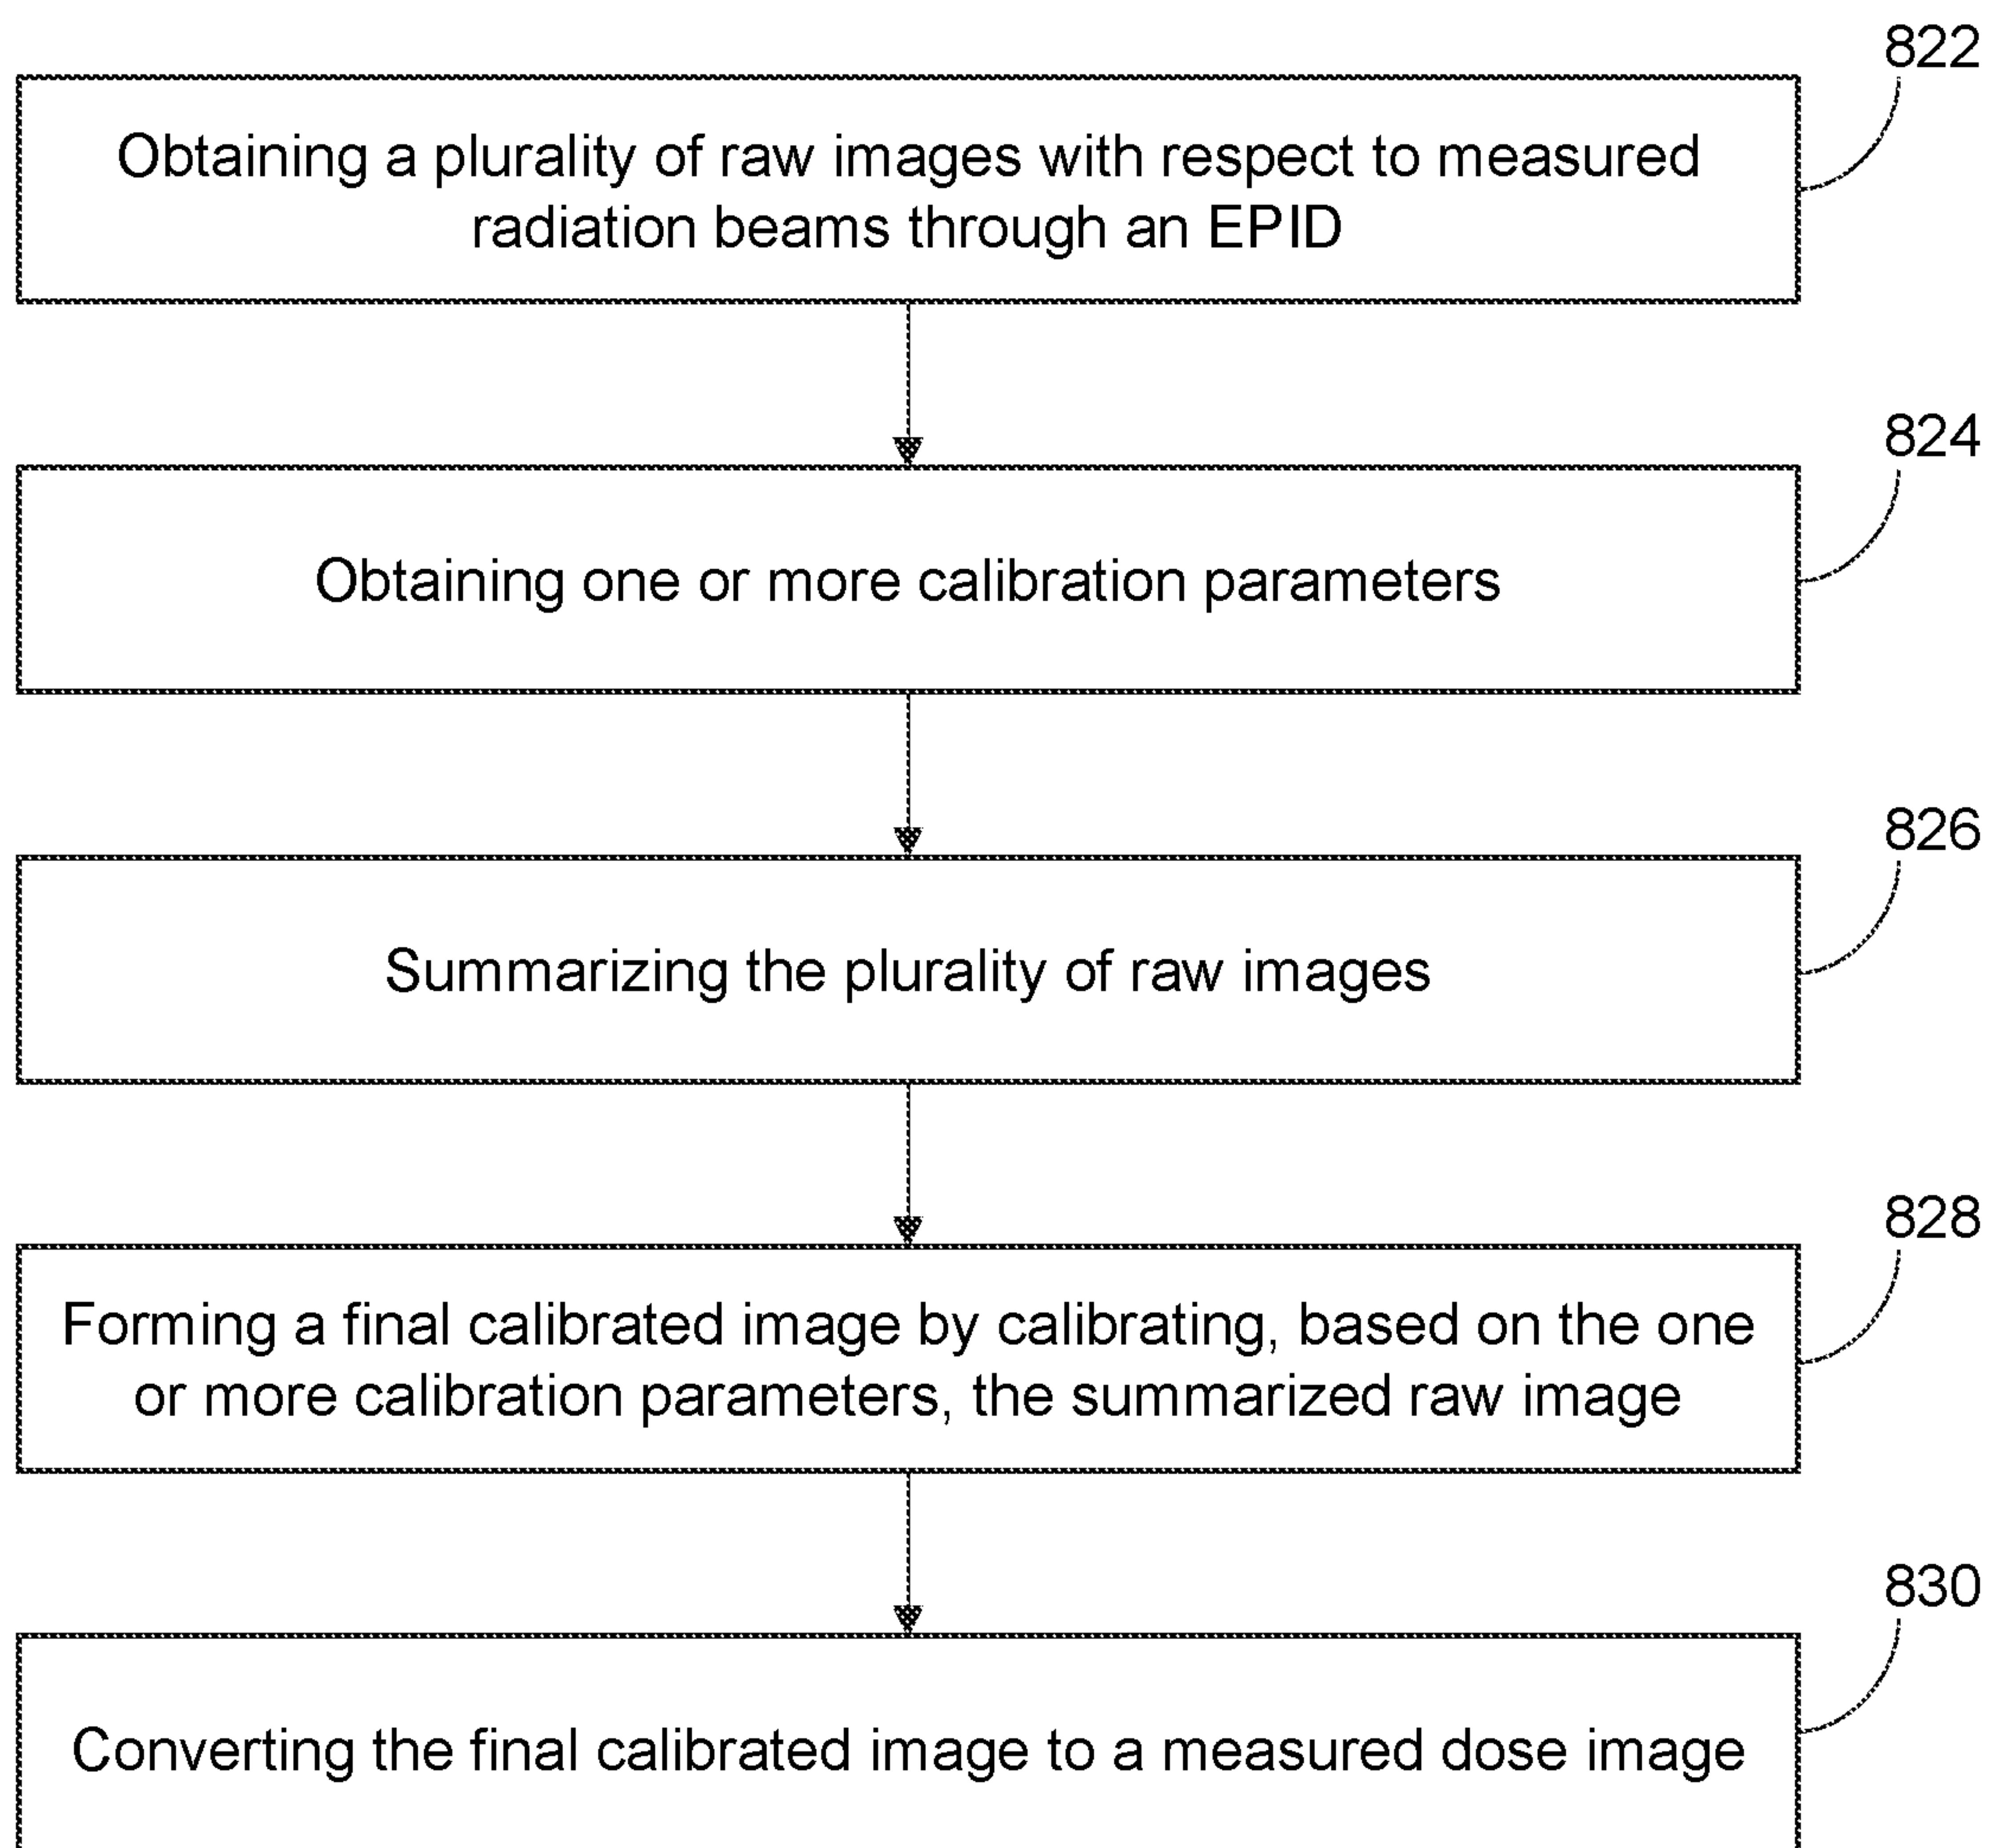 822
Obtaining a plurality of raw images with respect to measured
radiation beams through an EPID
824
Obtaining one or more calibration parameters
826
Summarizing the plurality of raw images
828
Forming a final calibrated image by calibrating, based on the one
or more calibration parameters, the summarized raw image
830
Converting the final calibrated image to a measured dose image